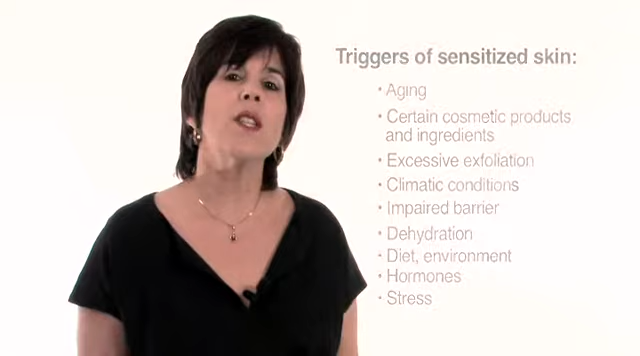 Triggers of sensitized skin:
• Aging
• Certain cosmetic products
and ingredients
• Excessive exfoliation
• Climatic conditions
• Impaired barrier
• Dehydration
• Diet, environment
• Hormones
• Stress